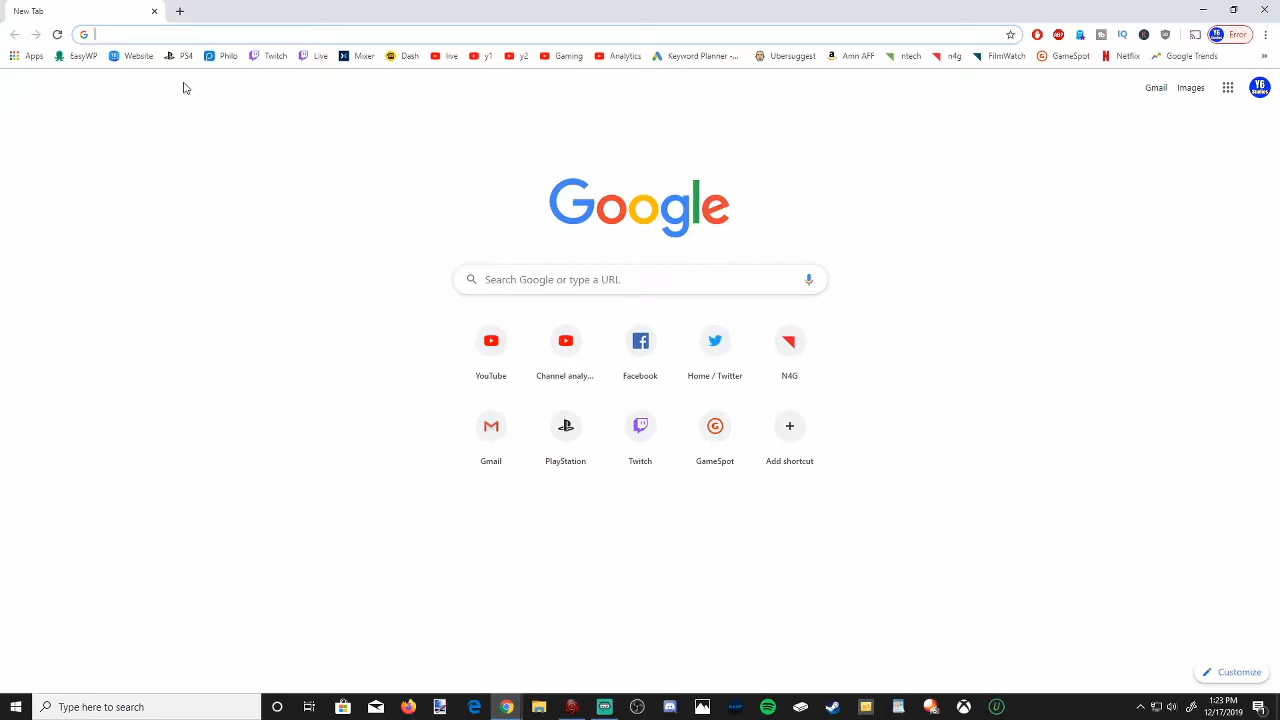 New Tab
Error
Apps EasyWP Website PS4 Philo Twitch Live Mixer Dash live y1 y2 Gaming Analytics Keyword Planner -... Ubersuggest Amn AFF ntech n4g FilmWatch GameSpot Netflix Google Trends »
Gmail Images
Y6 Studios
Google
Search Google or type a URL
YouTube Channel analy... Facebook Home / Twitter N4G
Gmail PlayStation Twitch GameSpot Add shortcut
Customize
Type here to search
1:23 PM
12/17/2019